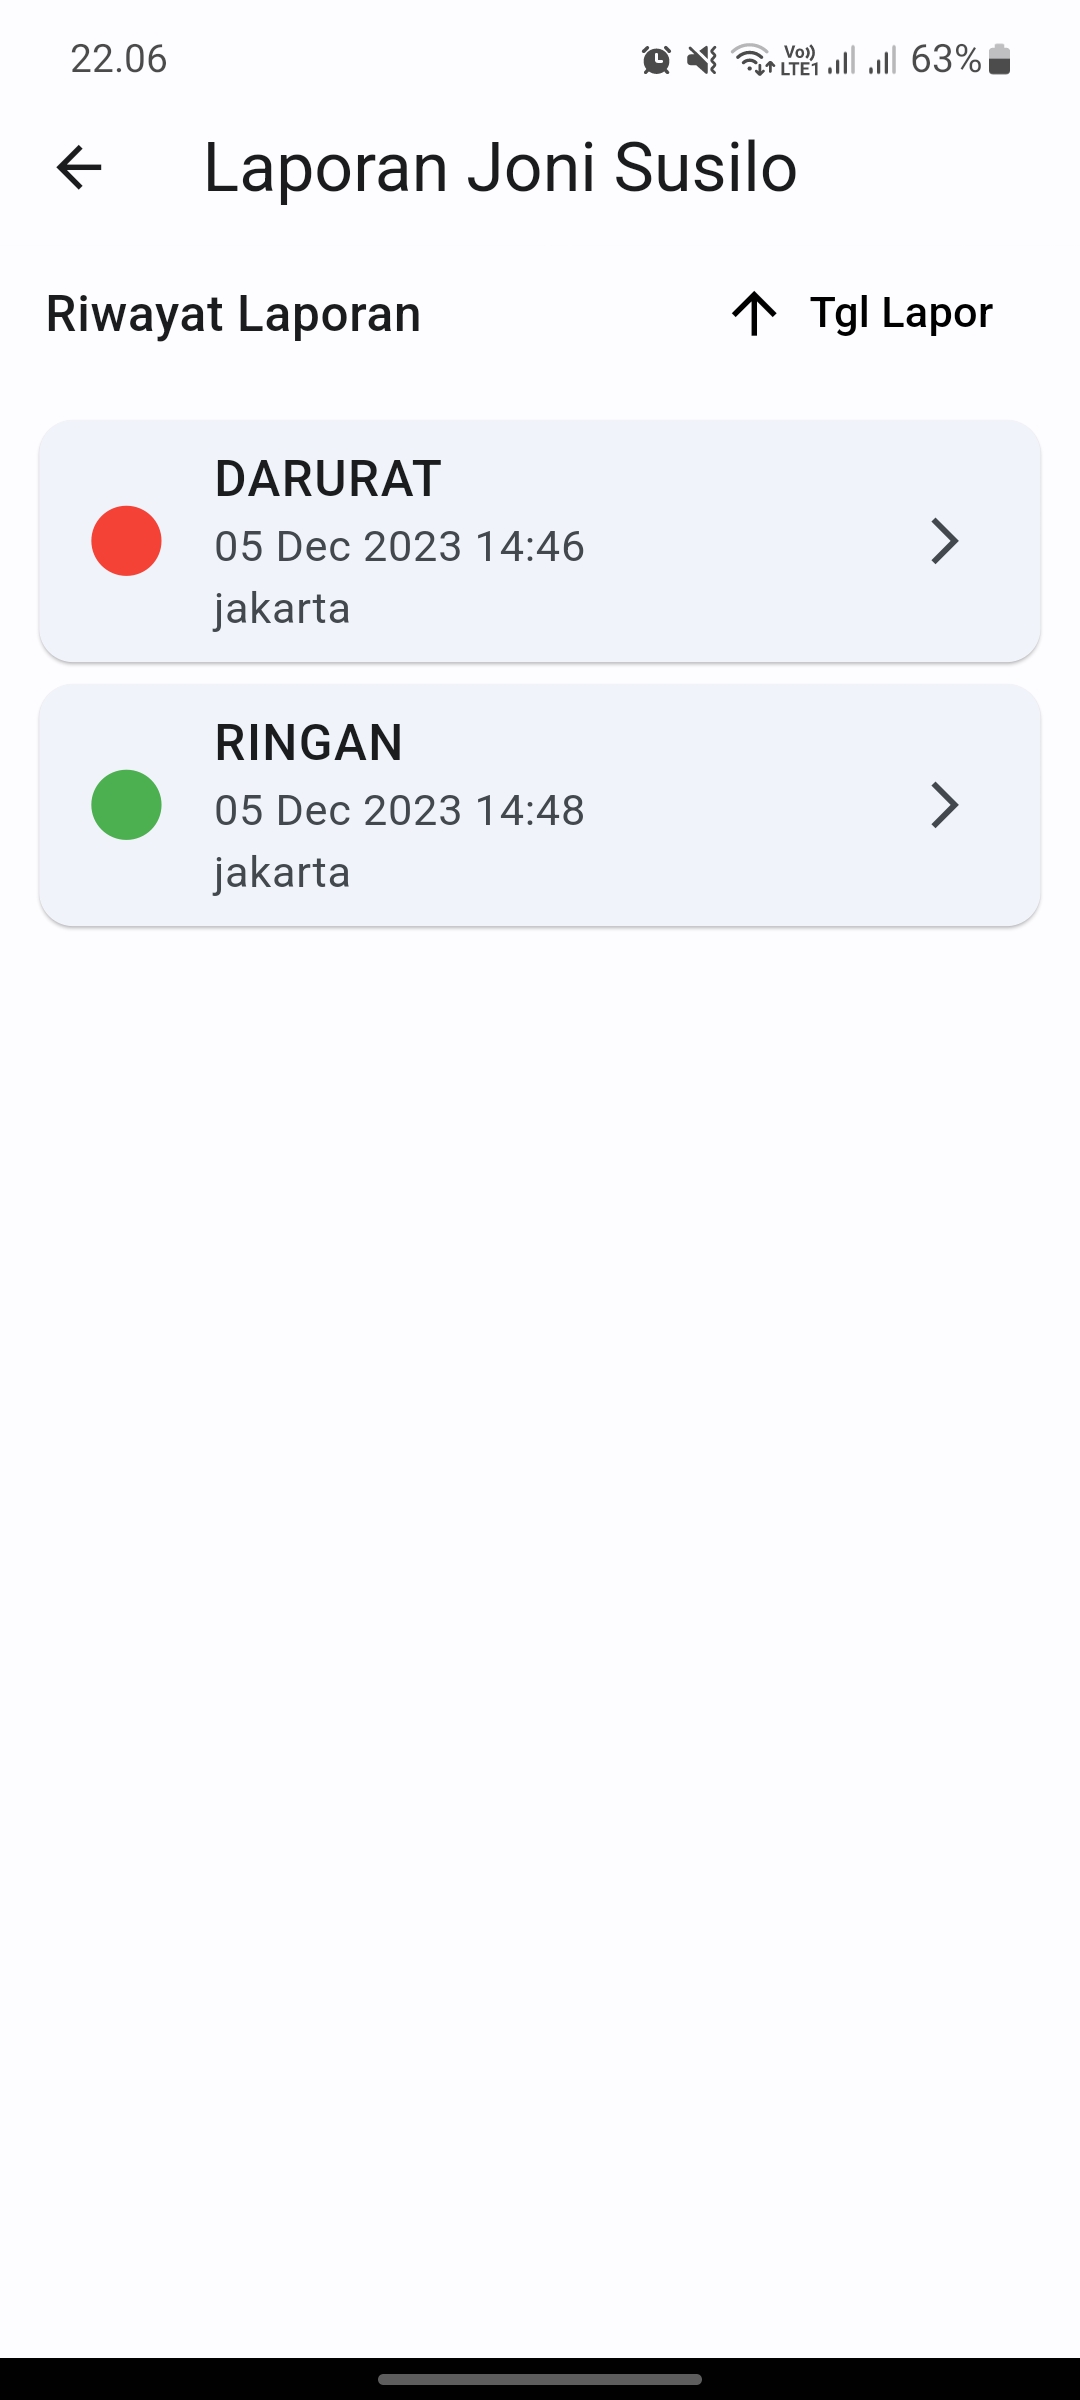 22.06 Vo)) LTE1 63%
Laporan Joni Susilo
Riwayat Laporan Tgl Lapor
DARURAT
05 Dec 2023 14:46
jakarta
RINGAN
05 Dec 2023 14:48
jakarta